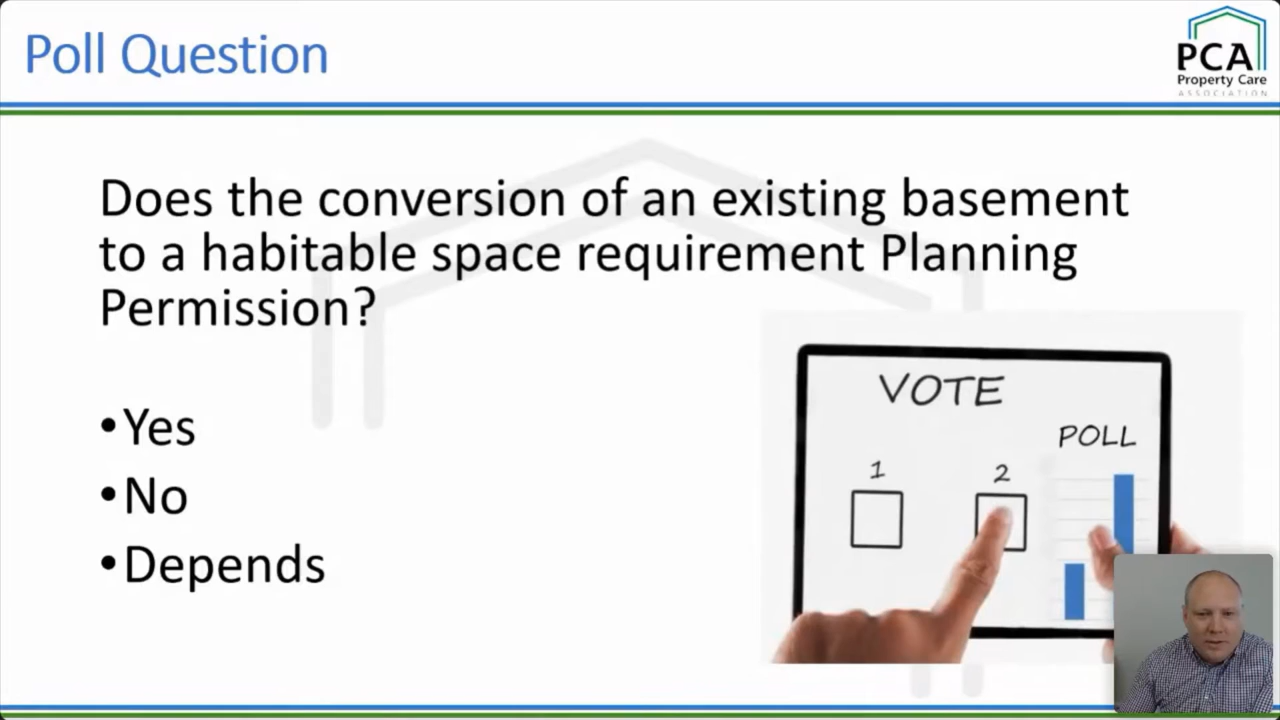 Poll Question
PCA
Property Care
ASSOCIATION
Does the conversion of an existing basement
to a habitable space requirement Planning
Permission?
•Yes
•No
•Depends
VOTE
POLL
1
2